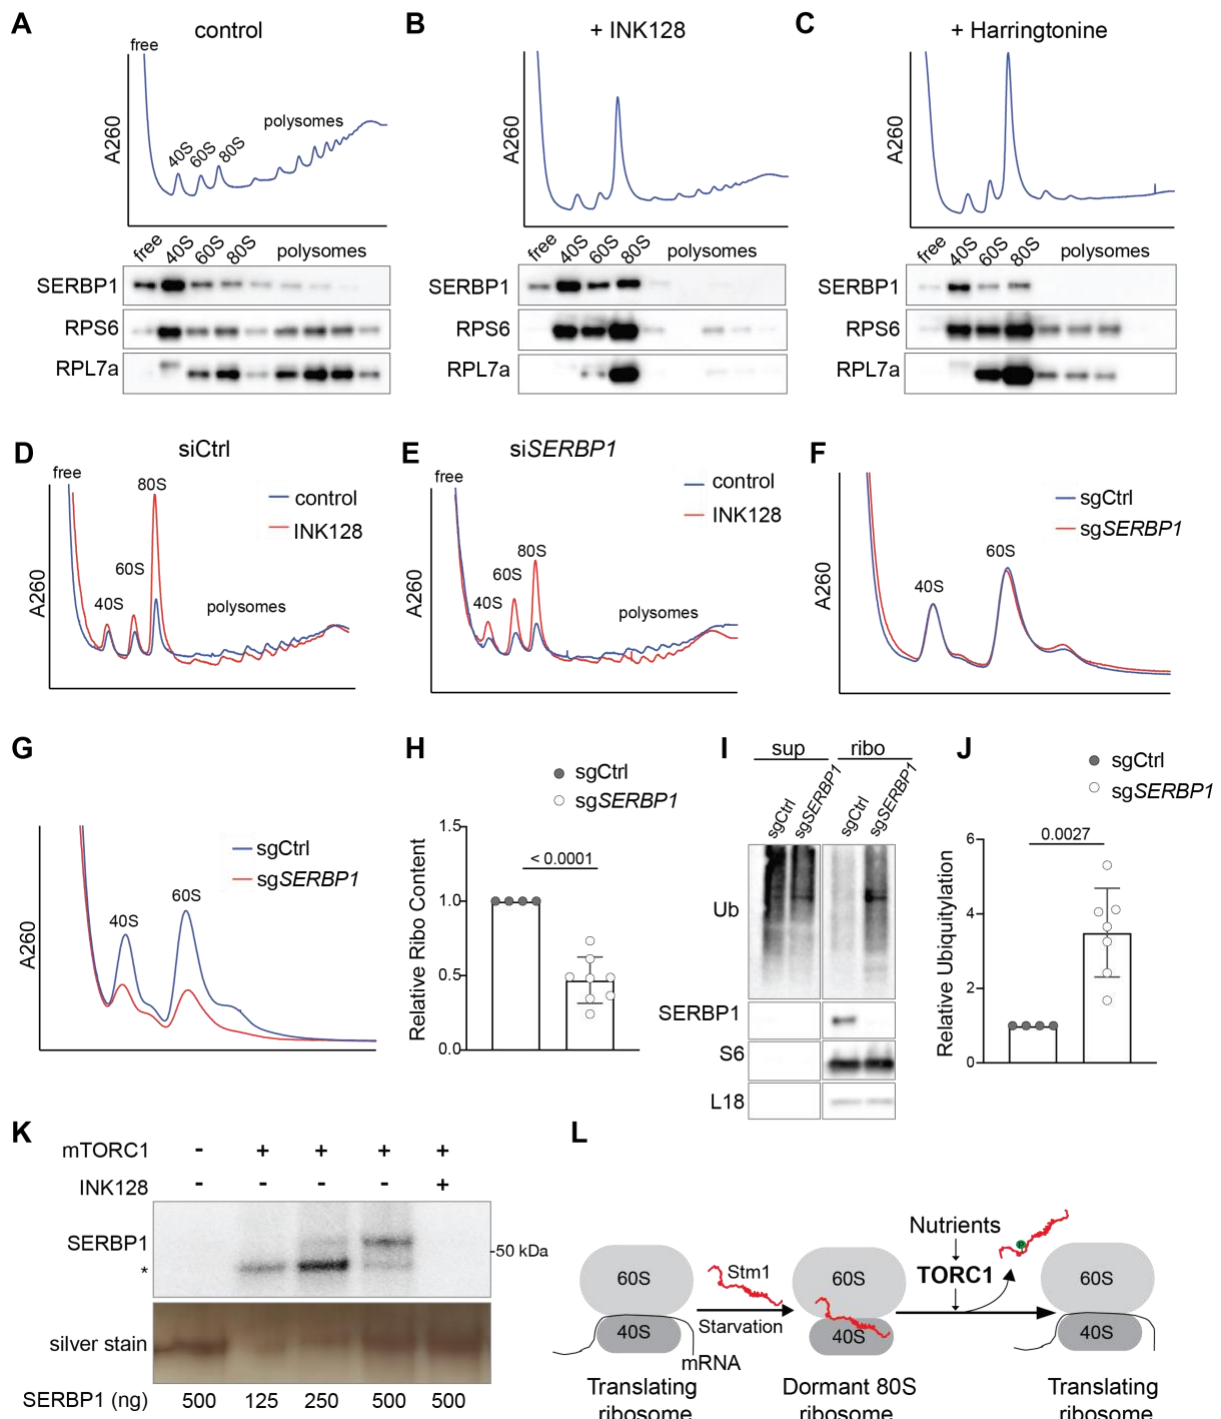 A
control
free
A260
40S
60S
80S
polysomes
free
40S
60S
80S
polysomes
SERBP1
RPS6
RPL7a
B
+ INK128
A260
free
40S
60S
80S
polysomes
SERBP1
RPS6
RPL7a
C
+ Harringtonine
A260
free
40S
60S
80S
polysomes
SERBP1
RPS6
RPL7a
D
siCtrl
free
80S
control
INK128
60S
40S
polysomes
A260
E
siSERBP1
free
control
INK128
80S
60S
40S
polysomes
A260
F
sgCtrl
sgSERBP1
60S
40S
A260
G
sgCtrl
sgSERBP1
60S
40S
A260
H
sgCtrl
sgSERBP1
1.5
< 0.0001
1.0
0.5
0.0
Relative Ribo Content
I
sup
ribo
sgCtrl
sgSERBP1
sgCtrl
sgSERBP1
Ub
SERBP1
S6
L18
J
sgCtrl
sgSERBP1
6
0.0027
4
2
0
Relative Ubiquitylation
K
mTORC1 - + + + +
INK128 - - - - +
SERBP1
-50 kDa
*
silver stain
SERBP1 (ng) 500 125 250 500 500
L
Nutrients
P
60S
Stm1
60S
TORC1
60S
40S
Starvation
40S
40S
mRNA
Translating
ribosome
Dormant 80S
ribosome
Translating
ribosome